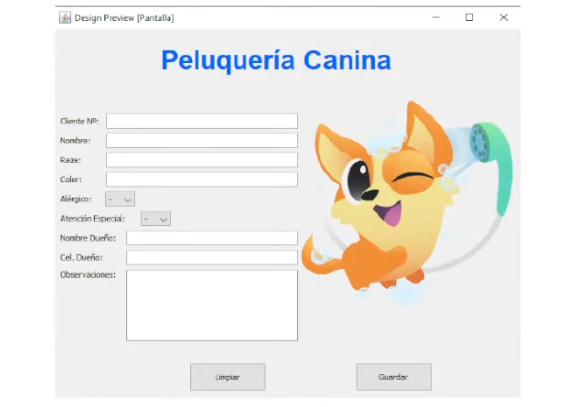 Design Preview [Pantalla]
Peluquería Canina
Cliente Nº:
Nombre:
Raza:
Color:
Alérgico: -
Atención Especial: -
Nombre Dueño:
Cel. Dueño:
Observaciones:
Limpiar Guardar